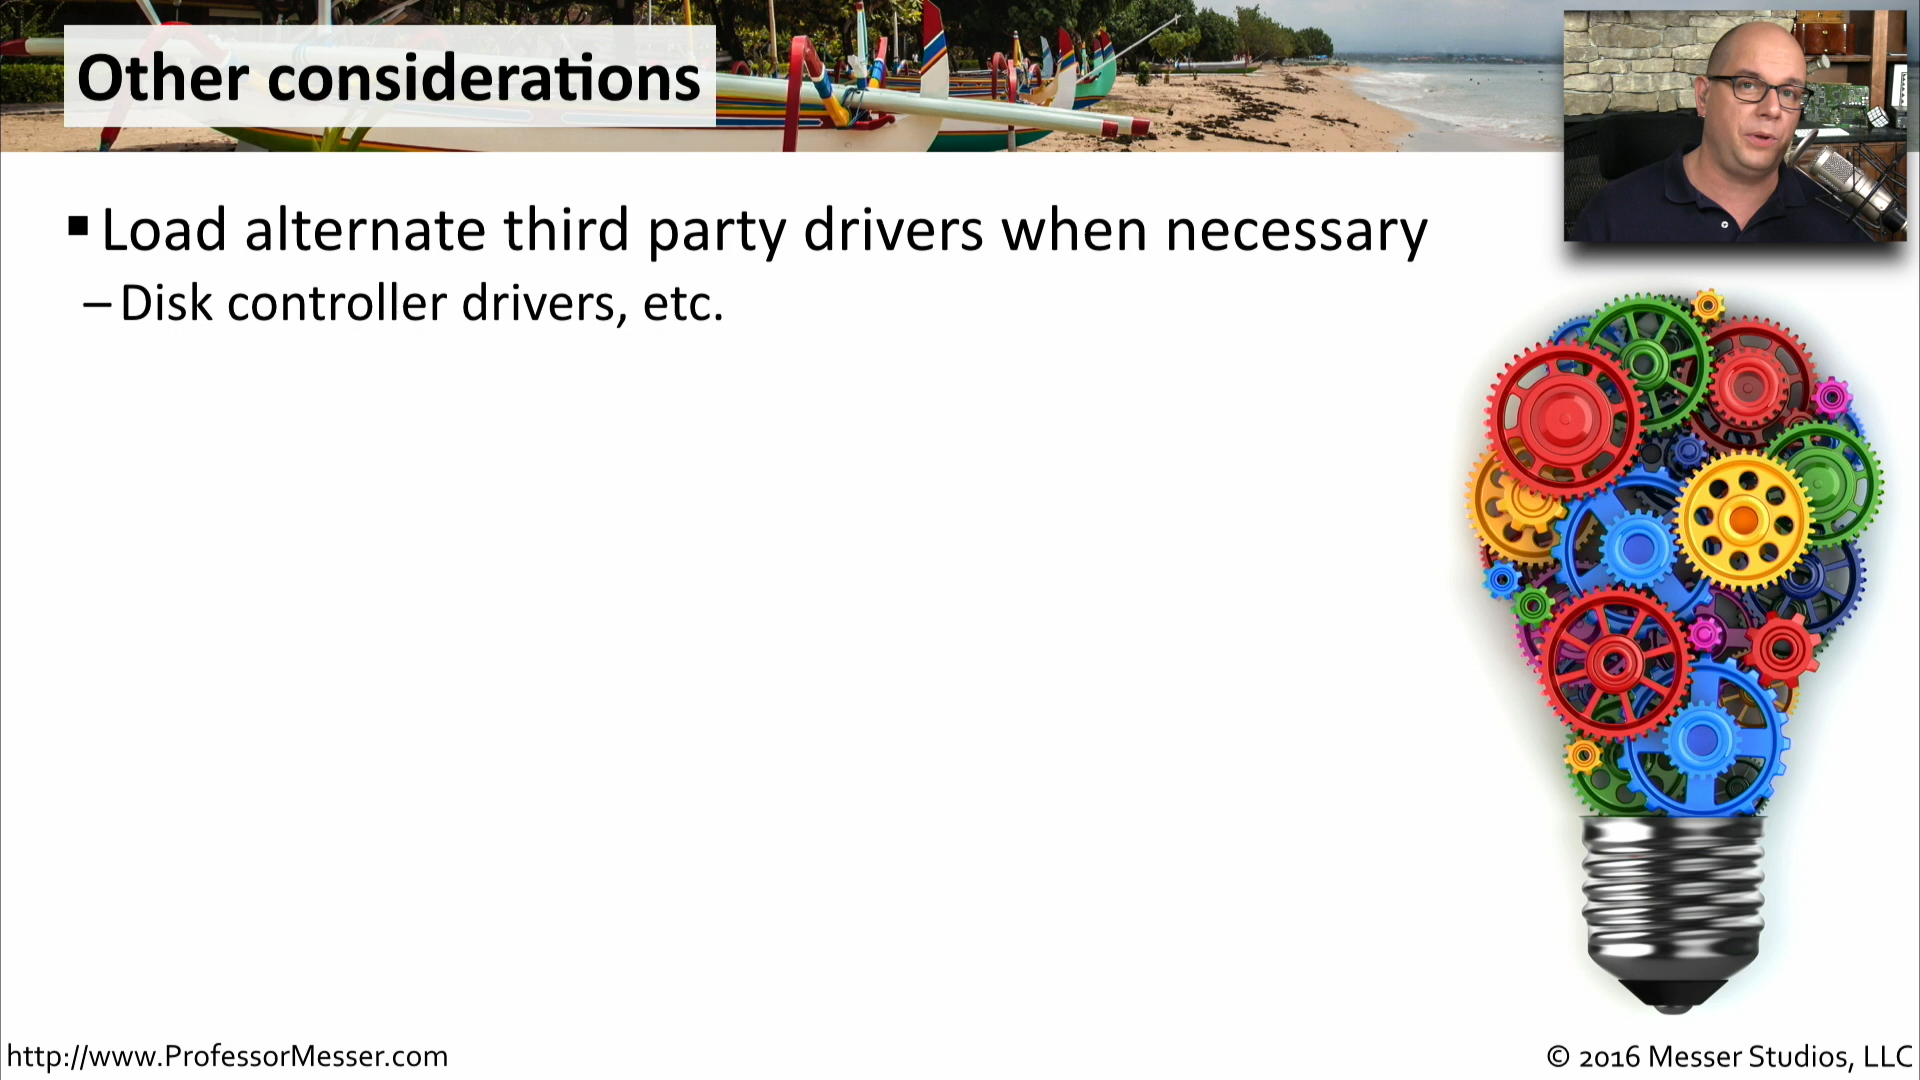 Other considerations
▪ Load alternate third party drivers when necessary
– Disk controller drivers, etc.
http://www.ProfessorMesser.com
© 2016 Messer Studios, LLC